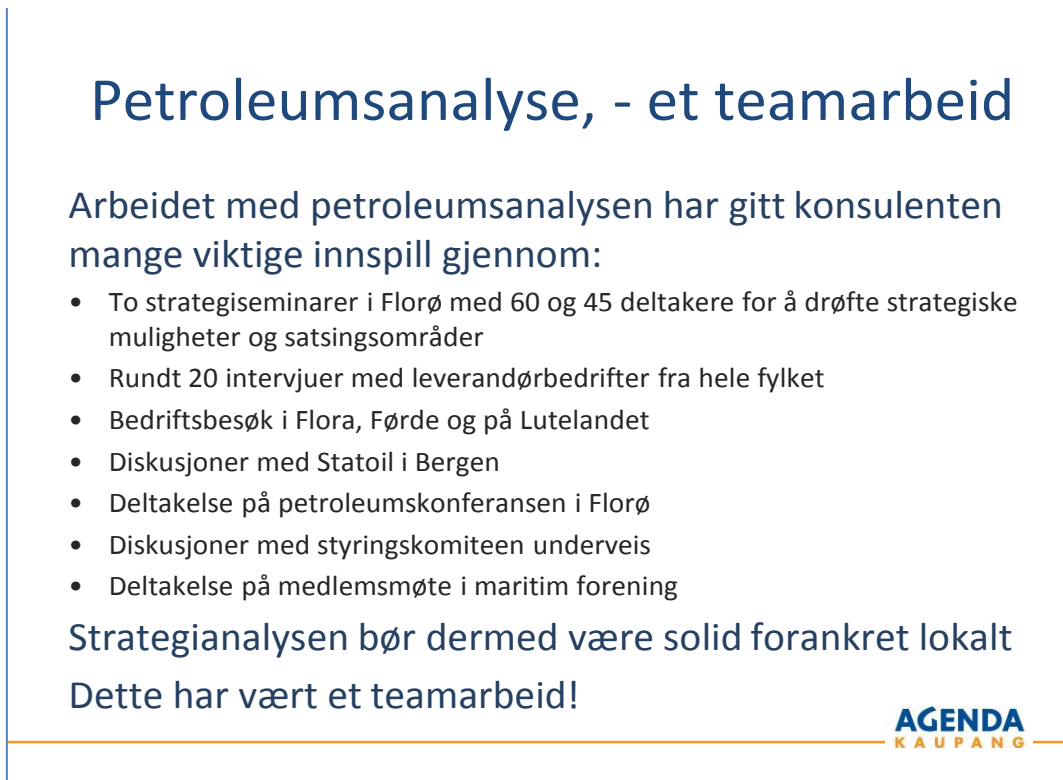 Petroleumsanalyse, - et teamarbeid
Arbeidet med petroleumsanalysen har gitt konsulenten
mange viktige innspill gjennom:
• To strategiseminarer i Florø med 60 og 45 deltakere for å drøfte strategiske
muligheter og satsingsområder
• Rundt 20 intervjuer med leverandørbedrifter fra hele fylket
• Bedriftsbesøk i Flora, Førde og på Lutelandet
• Diskusjoner med Statoil i Bergen
• Deltakelse på petroleumskonferansen i Florø
• Diskusjoner med styringskomiteen underveis
• Deltakelse på medlemsmøte i maritim forening
Strategianalysen bør dermed være solid forankret lokalt
Dette har vært et teamarbeid!
AGENDA
KAUPANG